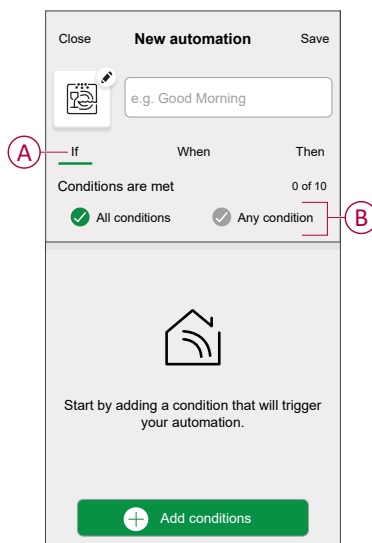 Close New automation Save
e.g. Good Morning
A If When Then
Conditions are met 0 of 10
All conditions Any condition B
Start by adding a condition that will trigger
your automation.
Add conditions